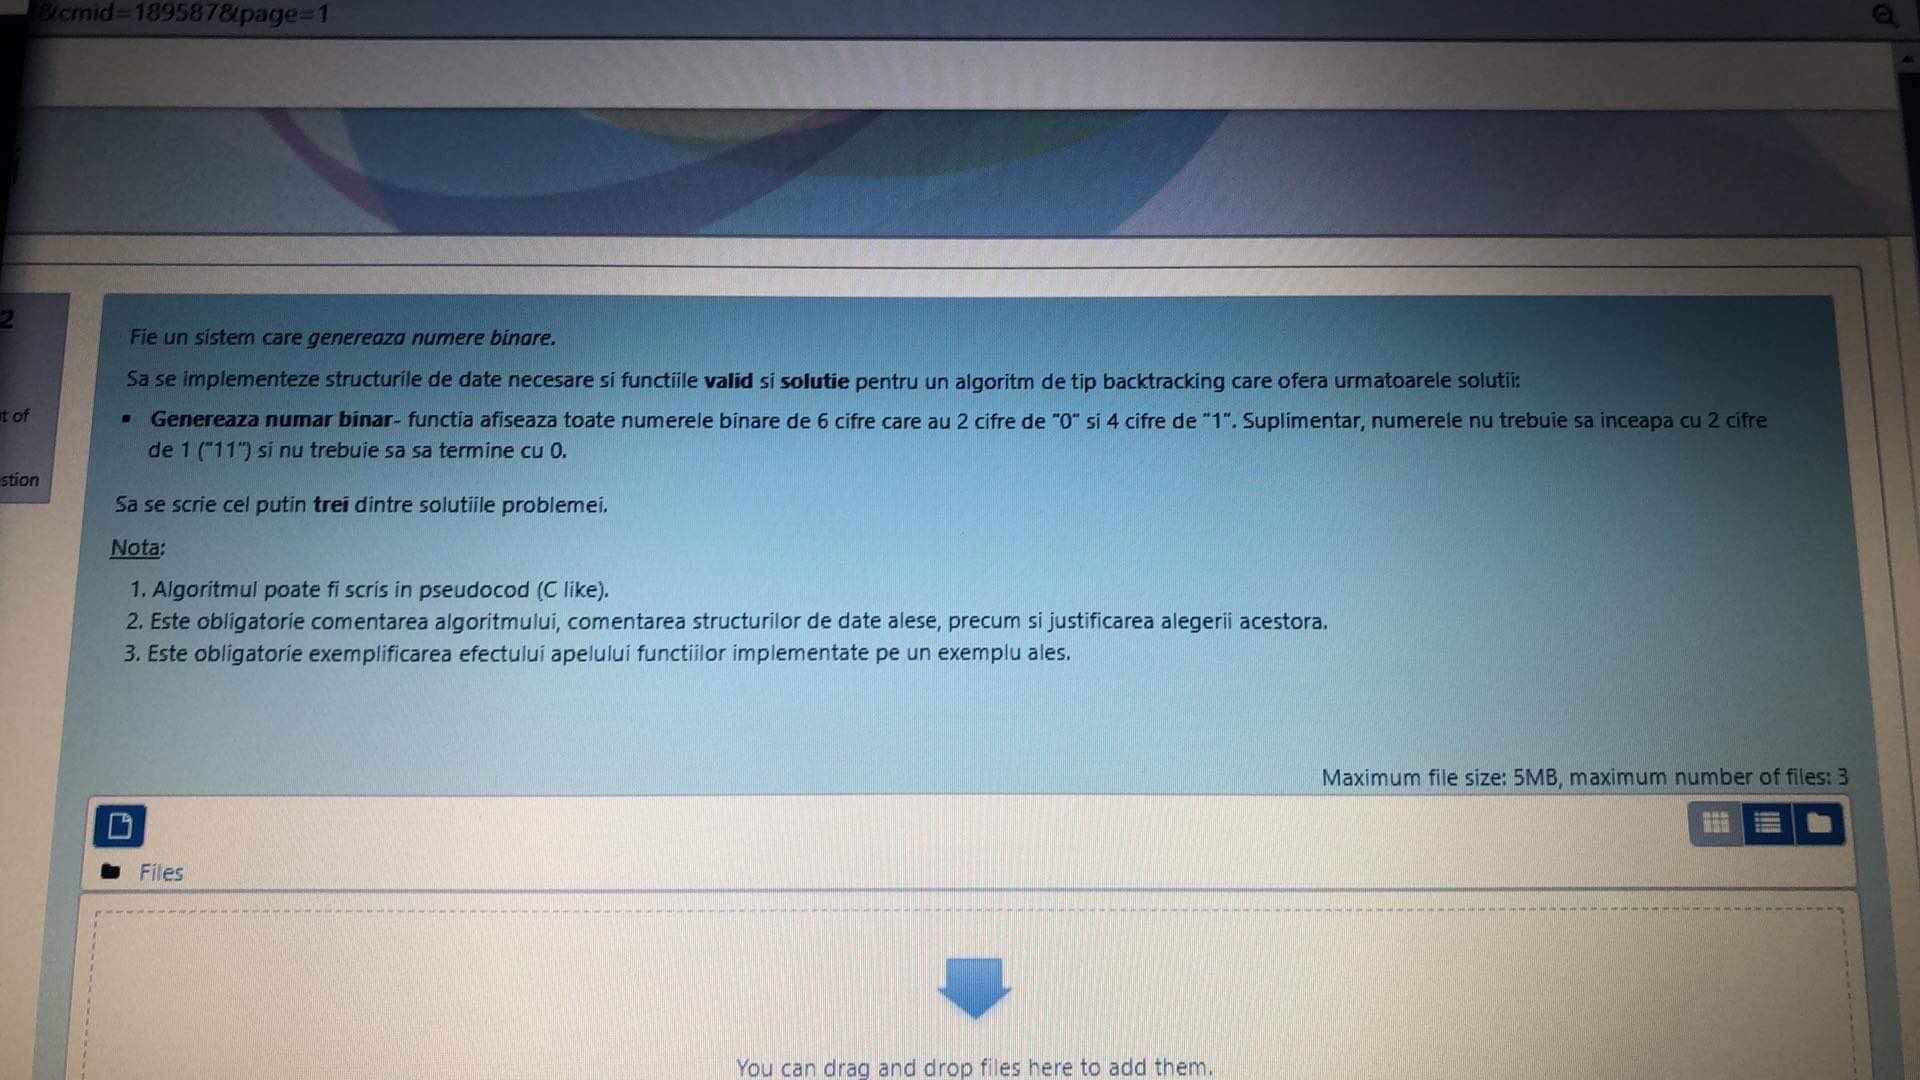 &cmid=189587&page=1
2
t of
stion
Fie un sistem care genereaza numere binare.
Sa se implementeze structurile de date necesare si functiile valid si solutie pentru un algoritm de tip backtracking care ofera urmatoarele solutii:
▪ Genereaza numar binar- functia afiseaza toate numerele binare de 6 cifre care au 2 cifre de "0" si 4 cifre de "1". Suplimentar, numerele nu trebuie sa inceapa cu 2 cifre
de 1 ("11") si nu trebuie sa sa termine cu 0.
Sa se scrie cel putin trei dintre solutiile problemei.
Nota:
1. Algoritmul poate fi scris in pseudocod (C like).
2. Este obligatorie comentarea algoritmului, comentarea structurilor de date alese, precum si justificarea alegerii acestora.
3. Este obligatorie exemplificarea efectului apelului functiilor implementate pe un exemplu ales.
Maximum file size: 5MB, maximum number of files: 3
Files
You can drag and drop files here to add them.